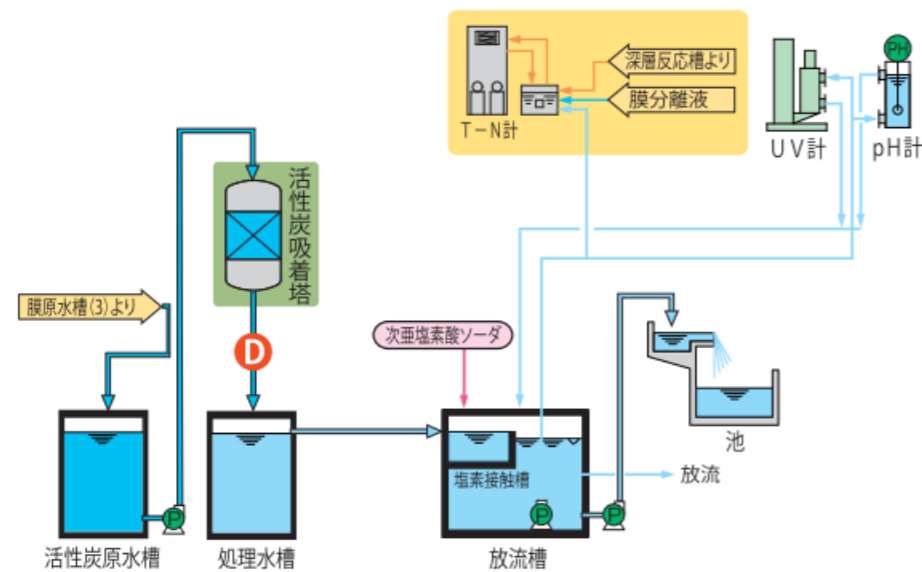 深層反応槽より
膜分離液
T－N計
UV計
PH
pH計
活性炭吸着塔
膜原水槽(3)より
D
次亜塩素酸ソーダ
池
塩素接触槽
放流
P
P
P
活性炭原水槽
処理水槽
放流槽